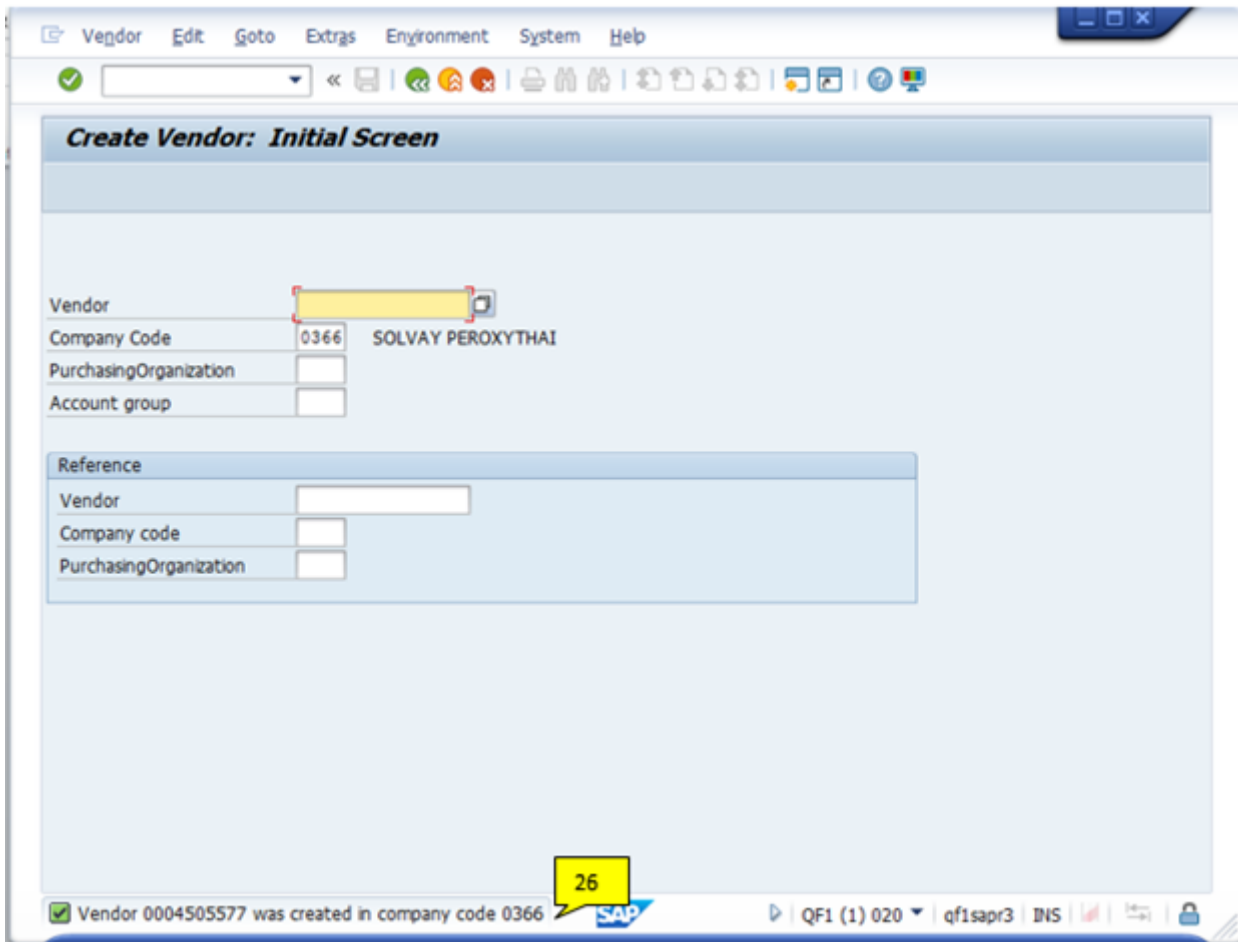 Vendor Edit Goto Extras Environment System Help
Create Vendor: Initial Screen
Vendor
Company Code 0366 SOLVAY PEROXYTHAI
PurchasingOrganization
Account group
Reference
Vendor
Company code
PurchasingOrganization
26
Vendor 0004505577 was created in company code 0366 SAP QF1 (1) 020 qf1sapr3 INS